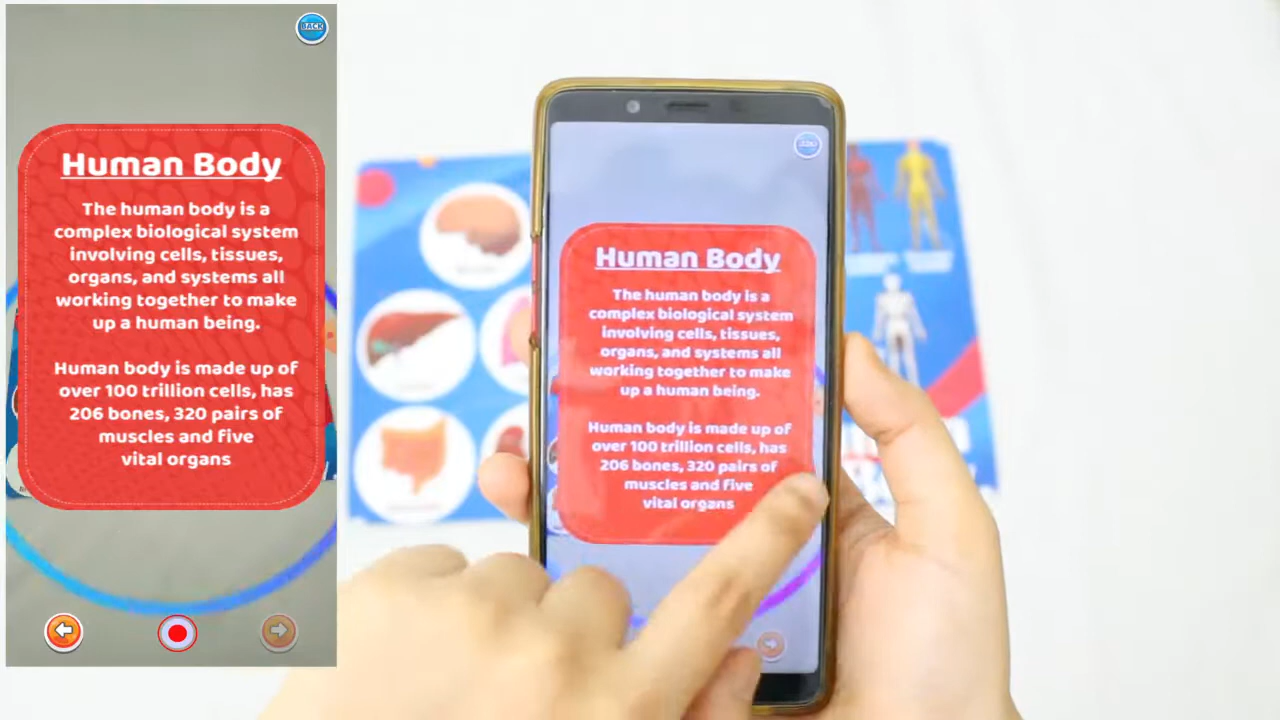 BACK
Human Body
The human body is a
complex biological system
involving cells, tissues,
organs, and systems all
working together to make
up a human being.
Human body is made up of
over 100 trillion cells, has
206 bones, 320 pairs of
muscles and five
vital organs
Human Body
The human body is a
complex biological system
involving cells, tissues,
organs, and systems all
working together to make
up a human being.
Human body is made up of
over 100 trillion cells, has
206 bones, 320 pairs of
muscles and five
vital organs